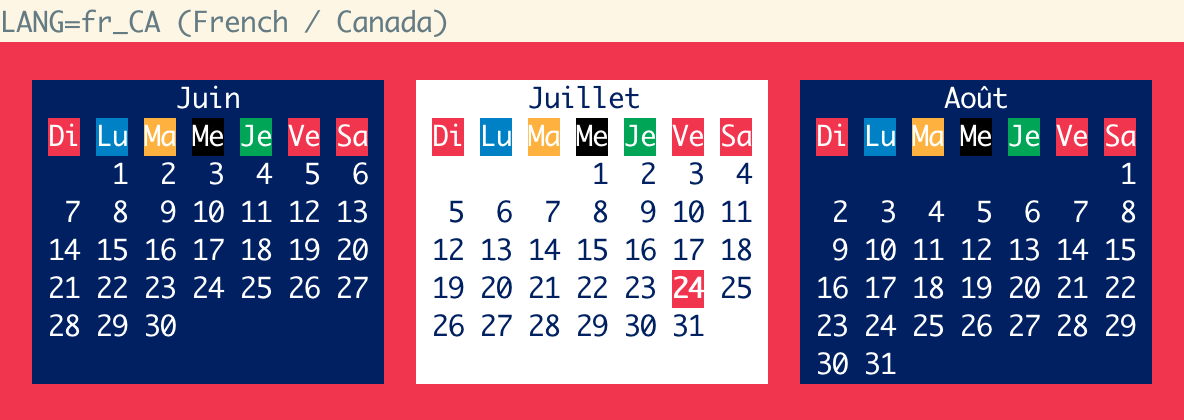 LANG=fr_CA (French / Canada)
Juin
Di Lu Ma Me Je Ve Sa
1 2 3 4 5 6
7 8 9 10 11 12 13
14 15 16 17 18 19 20
21 22 23 24 25 26 27
28 29 30
Juillet
Di Lu Ma Me Je Ve Sa
1 2 3 4
5 6 7 8 9 10 11
12 13 14 15 16 17 18
19 20 21 22 23 24 25
26 27 28 29 30 31
Août
Di Lu Ma Me Je Ve Sa
1
2 3 4 5 6 7 8
9 10 11 12 13 14 15
16 17 18 19 20 21 22
23 24 25 26 27 28 29
30 31